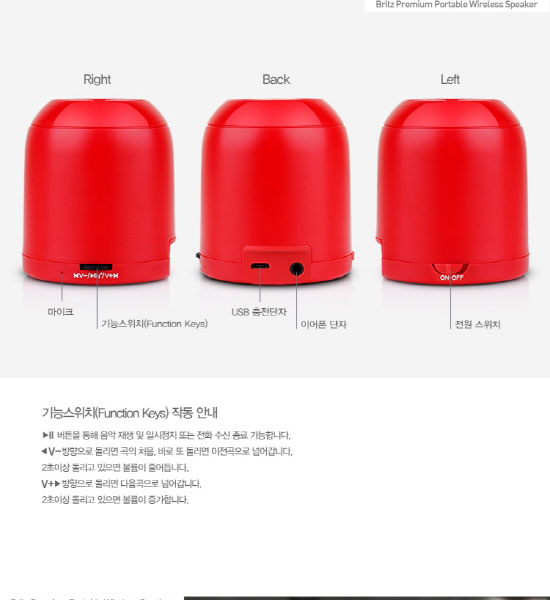 Britz Premium Portable Wireless Speaker
Right
Back
Left
ON-OFF
마이크
기능스위치(Function Keys)
USB 충전단자
이어폰 단자
전원 스위치
기능스위치(Function Keys) 작동 안내
▶II 버튼을 통해 음악 재생 및 일시정지 또는 전화 수신 종료 가능합니다.
◀V- 방향으로 돌리면 곡의 처음, 바로 또 돌리면 이전곡으로 넘어갑니다.
2초이상 돌리고 있으면 볼륨이 줄어듭니다.
V+▶ 방향으로 돌리면 다음곡으로 넘어갑니다.
2초이상 돌리고 있으면 볼륨이 증가합니다.